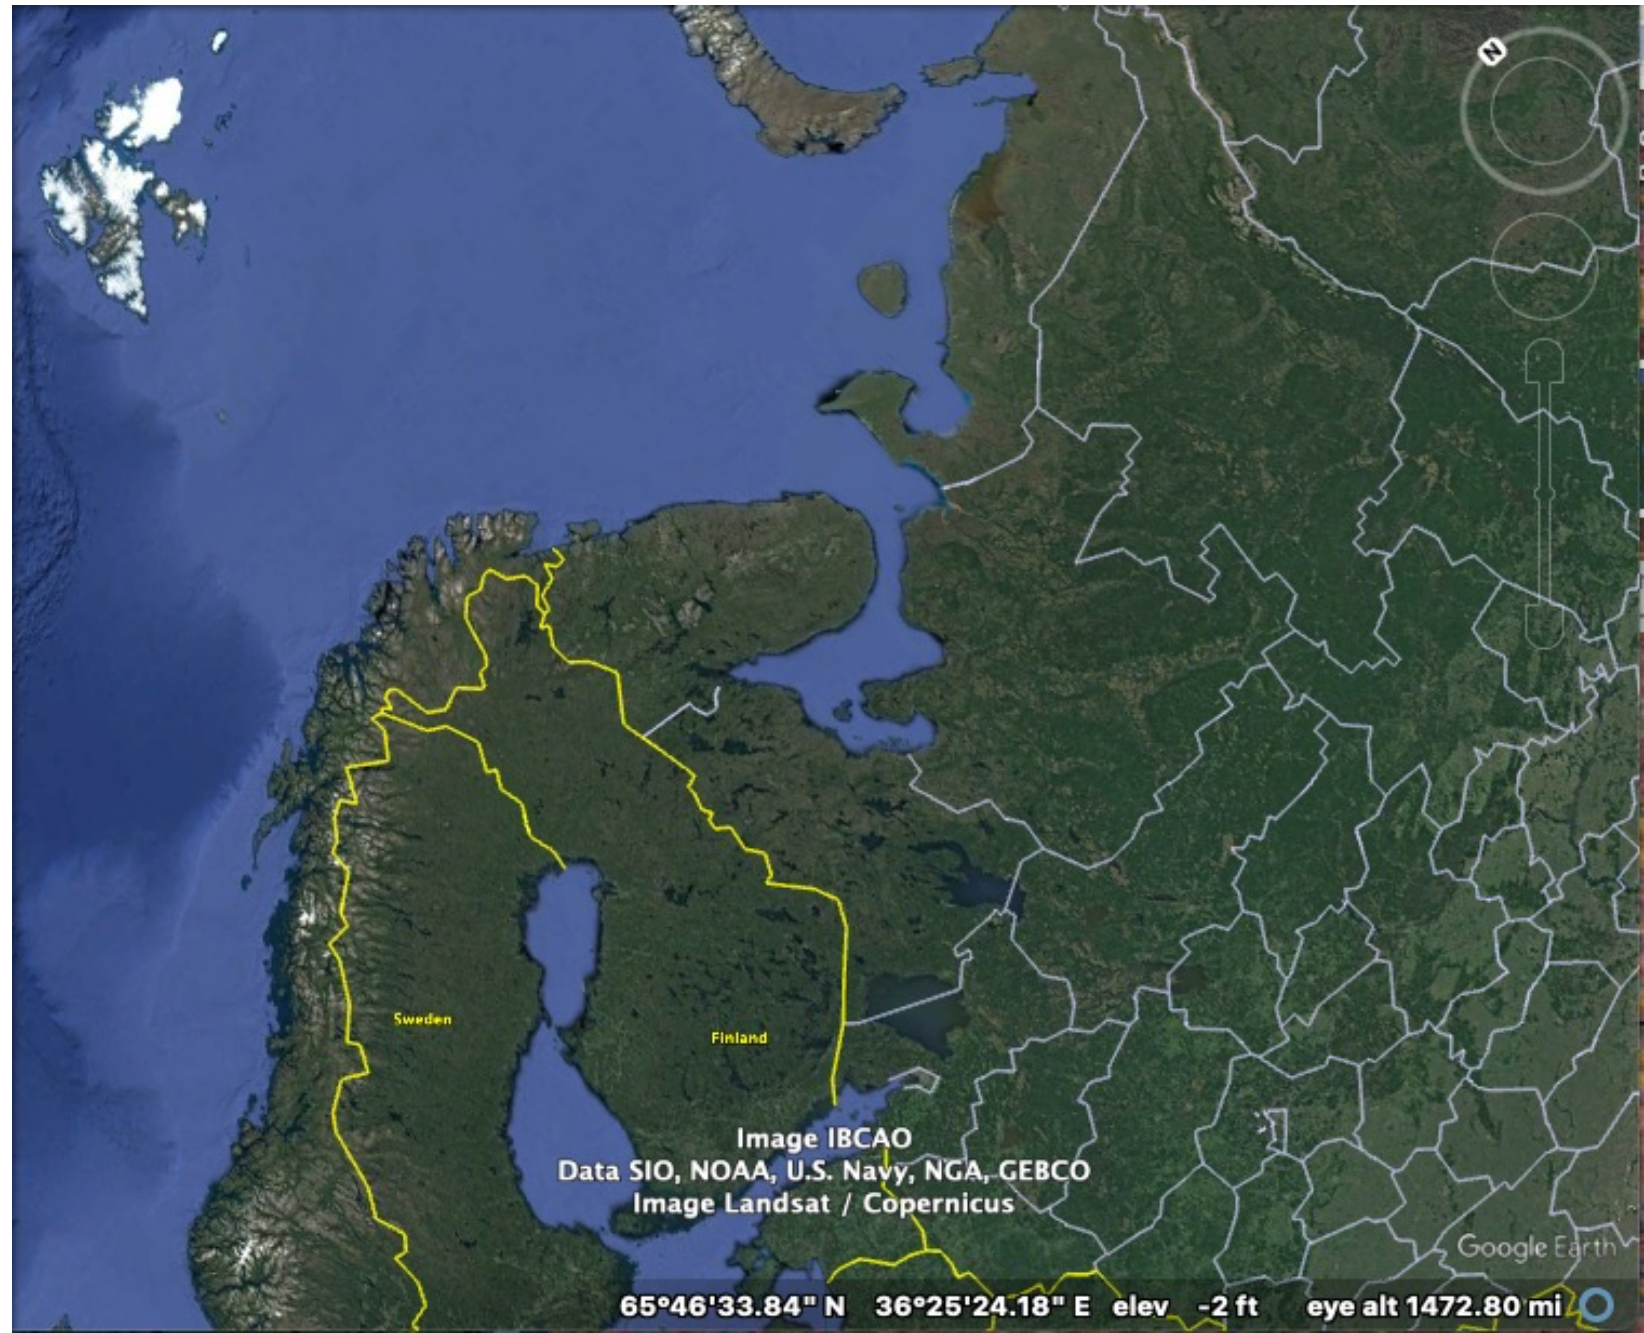 N
Sweden
Finland
Image IBCAO
Data SIO, NOAA, U.S. Navy, NGA, GEBCO
Image Landsat / Copernicus
Google Earth
65°46'33.84" N 36°25'24.18" E elev -2 ft eye alt 1472.80 mi